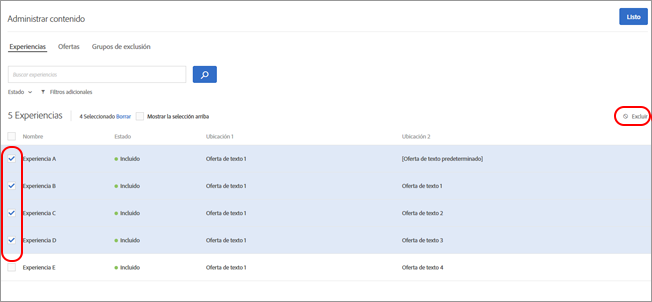 Administrar contenido
Listo
Experiencias Ofertas Grupos de exclusión
Buscar experiencias
Estado Filtros adicionales
5 Experiencias 4 Seleccionado Borrar Mostrar la selección arriba Excluir
Nombre Estado Ubicación 1 Ubicación 2
Experiencia A Incluido Oferta de texto 1 [Oferta de texto predeterminado]
Experiencia B Incluido Oferta de texto 1 Oferta de texto 1
Experiencia C Incluido Oferta de texto 1 Oferta de texto 2
Experiencia D Incluido Oferta de texto 1 Oferta de texto 3
Experiencia E Incluido Oferta de texto 1 Oferta de texto 4